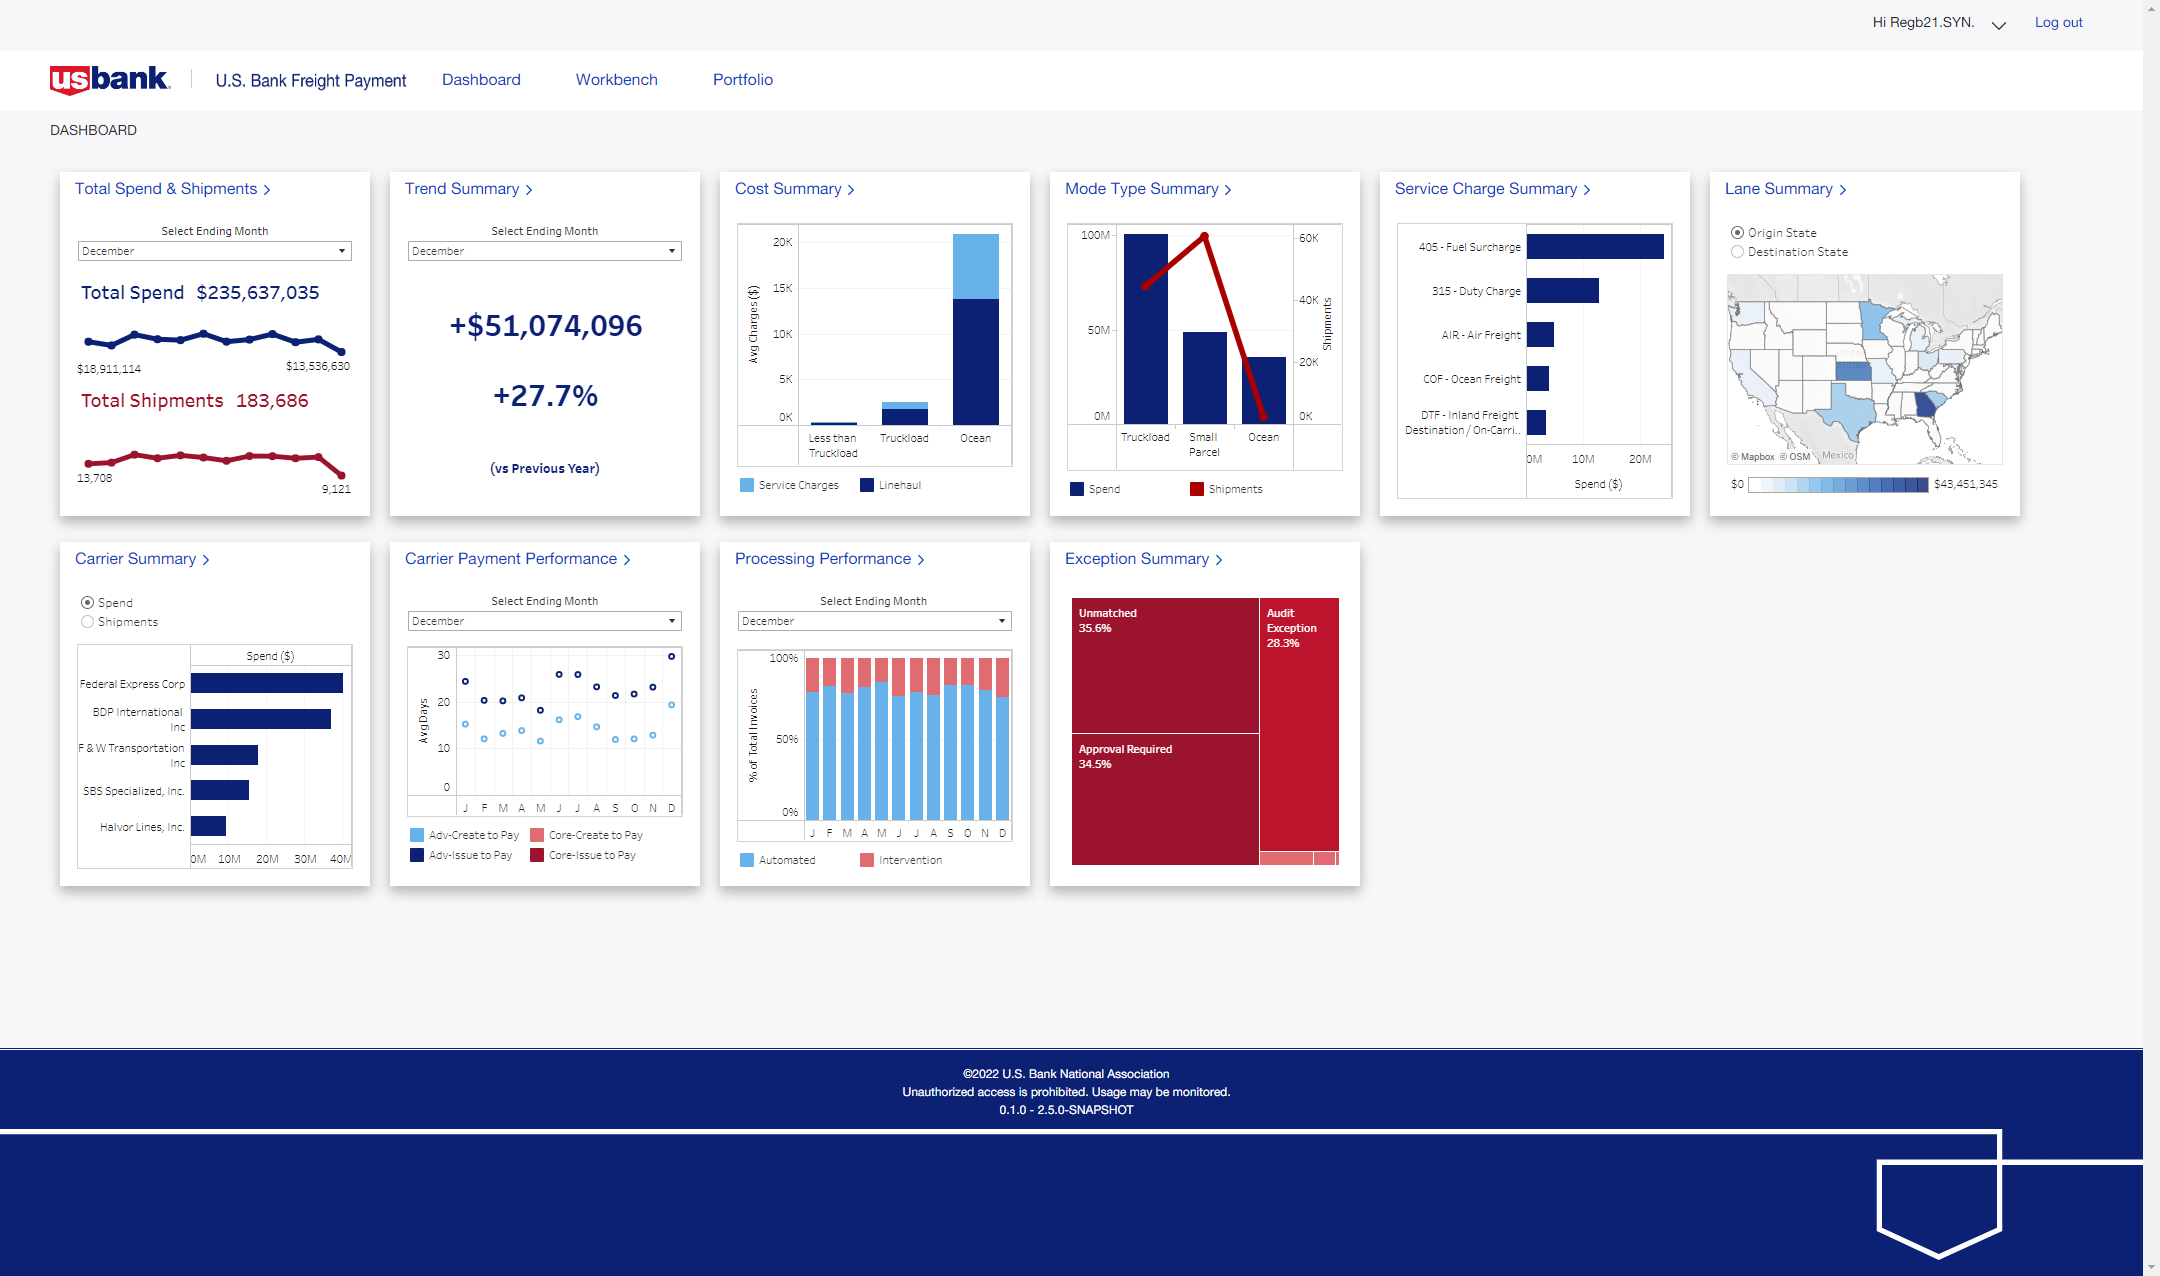 Hi Regb21.SYN.
Log out
usbank
U.S. Bank Freight Payment
Dashboard
Workbench
Portfolio
DASHBOARD
Total Spend & Shipments >
Select Ending Month
December
Total Spend $235,637,035
$18,911,114
$13,536,630
Total Shipments 183,686
13,708
9,121
Trend Summary >
Select Ending Month
December
+$51,074,096
+27.7%
(vs Previous Year)
Cost Summary >
Avg Charges ($)
20K
15K
10K
5K
0K
Less than
Truckload
Truckload
Ocean
Service Charges
Linehaul
Mode Type Summary >
100M
50M
0M
60K
40K
20K
0K
Shipments
Truckload
Small
Parcel
Ocean
Spend
Shipments
Service Charge Summary >
405 - Fuel Surcharge
315 - Duty Charge
AIR - Air Freight
COF - Ocean Freight
DTF - Inland Freight
Destination / On-Carri..
0M 10M 20M
Spend ($)
Lane Summary >
Origin State
Destination State
© Mapbox © OSM
Mexico
$0
$43,451,345
Carrier Summary >
Spend
Shipments
Spend ($)
Federal Express Corp
BDP International
Inc
F & W Transportation
Inc
SBS Specialized, Inc.
Halvor Lines, Inc.
0M 10M 20M 30M 40M
Carrier Payment Performance >
Select Ending Month
December
Avg Days
30
20
10
0
J F M A M J J A S O N D
Adv-Create to Pay
Core-Create to Pay
Adv-Issue to Pay
Core-Issue to Pay
Processing Performance >
Select Ending Month
December
% of Total Invoices
100%
50%
0%
J F M A M J J A S O N D
Automated
Intervention
Exception Summary >
Unmatched
35.6%
Audit
Exception
28.3%
Approval Required
34.5%
©2022 U.S. Bank National Association
Unauthorized access is prohibited. Usage may be monitored.
0.1.0 - 2.5.0-SNAPSHOT